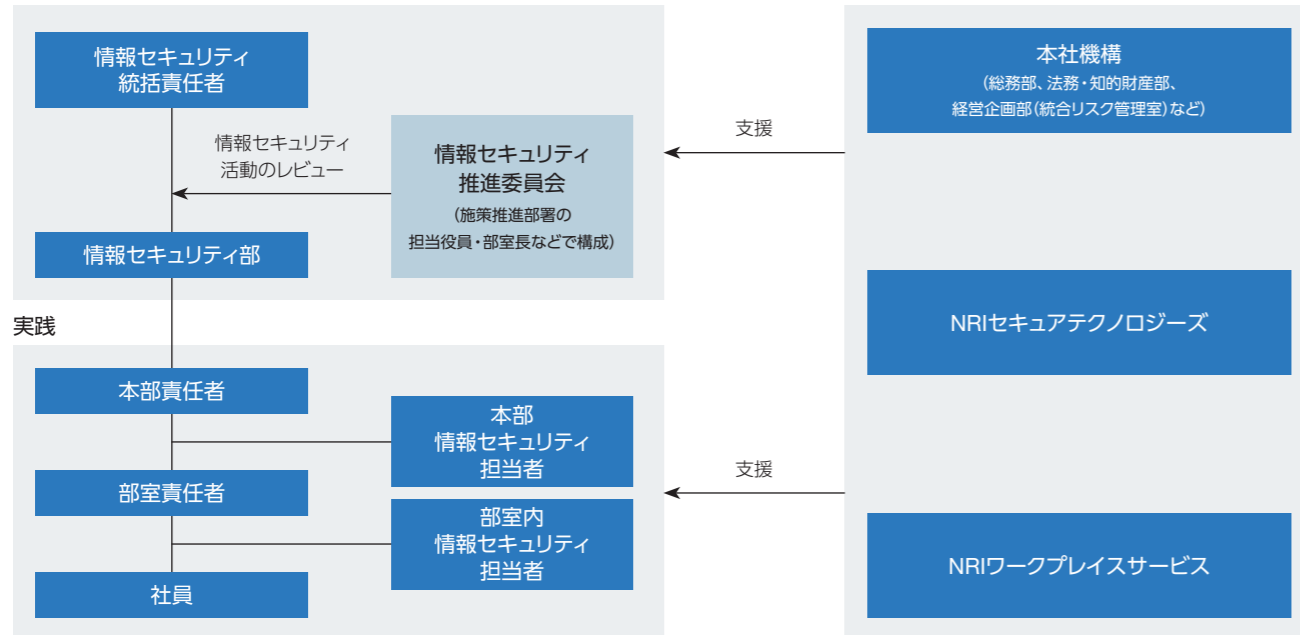 情報セキュリティ
統括責任者
情報セキュリティ
活動のレビュー
情報セキュリティ
推進委員会
(施策推進部署の
担当役員・部室長などで構成)
情報セキュリティ部
支援
本社機構
(総務部、法務・知的財産部、
経営企画部(統合リスク管理室)など)
NRIセキュアテクノロジーズ
NRIワークプレイスサービス
実践
本部責任者
本部
情報セキュリティ
担当者
部室責任者
部室内
情報セキュリティ
担当者
社員
支援